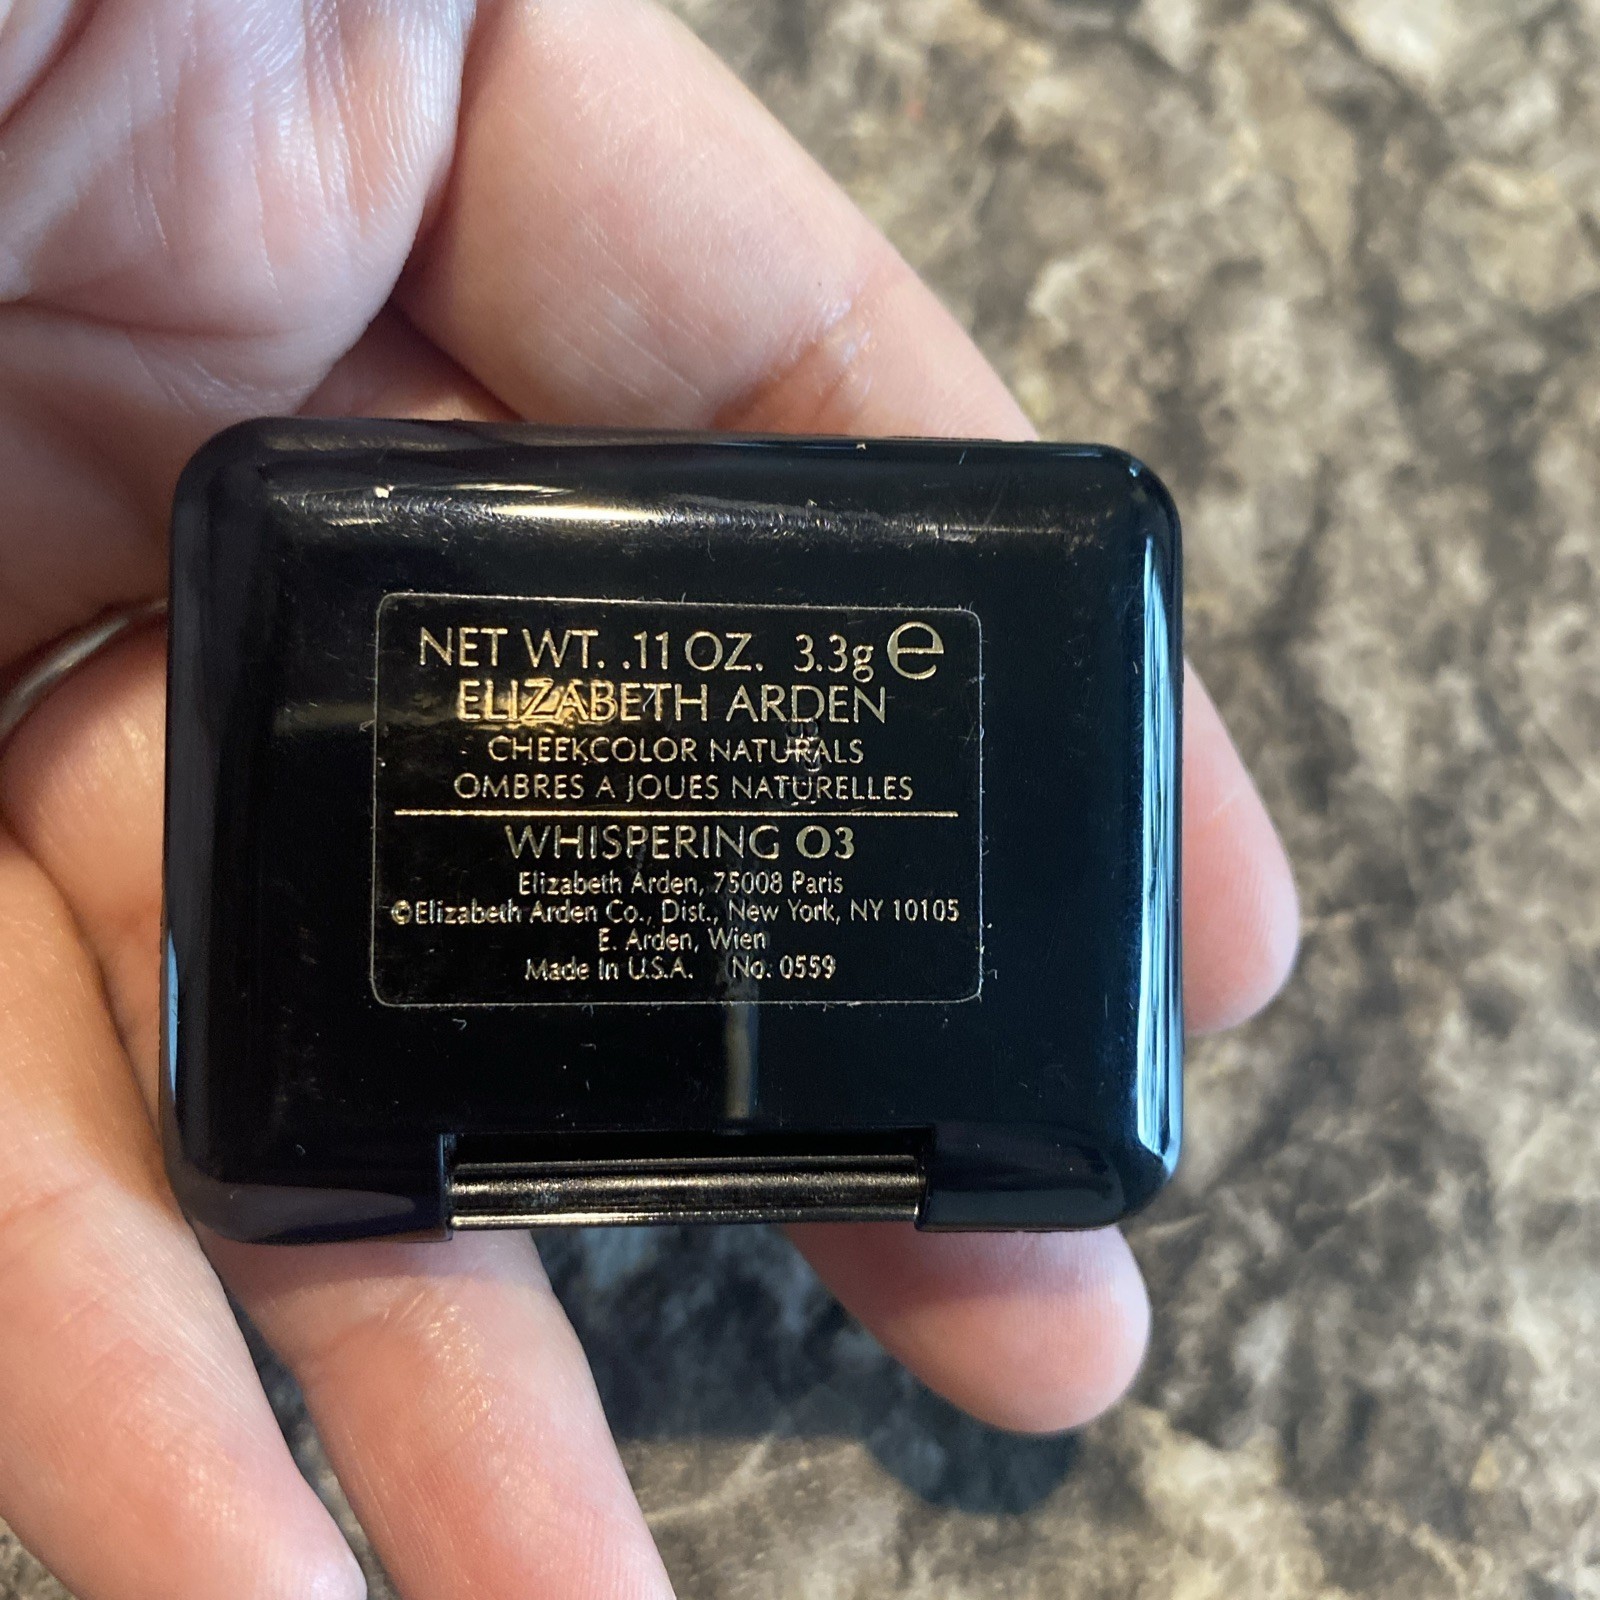 NET WT. .11 OZ. 3.3g ℮
ELIZABETH ARDEN
CHEEKCOLOR NATURALS
OMBRES A JOUES NATURELLES
WHISPERING 03
Elizabeth Arden, 75008 Paris
©Elizabeth Arden Co., Dist., New York, NY 10105
E. Arden, Wien
Made In U.S.A. No. 0559